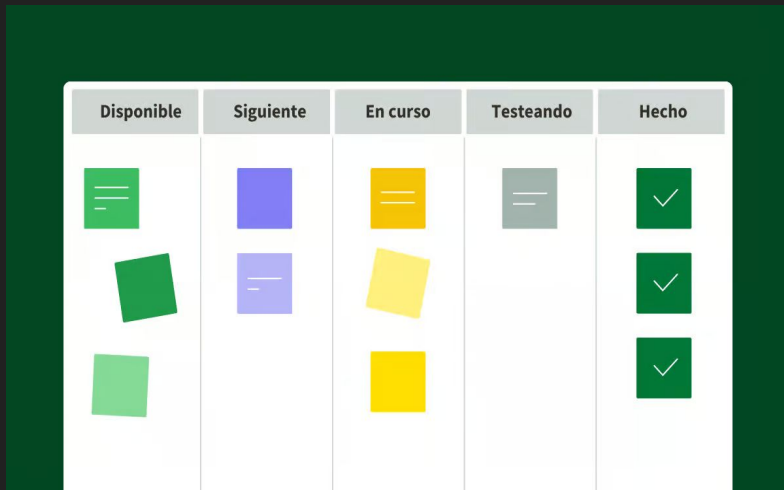 Disponible
Siguiente
En curso
Testeando
Hecho